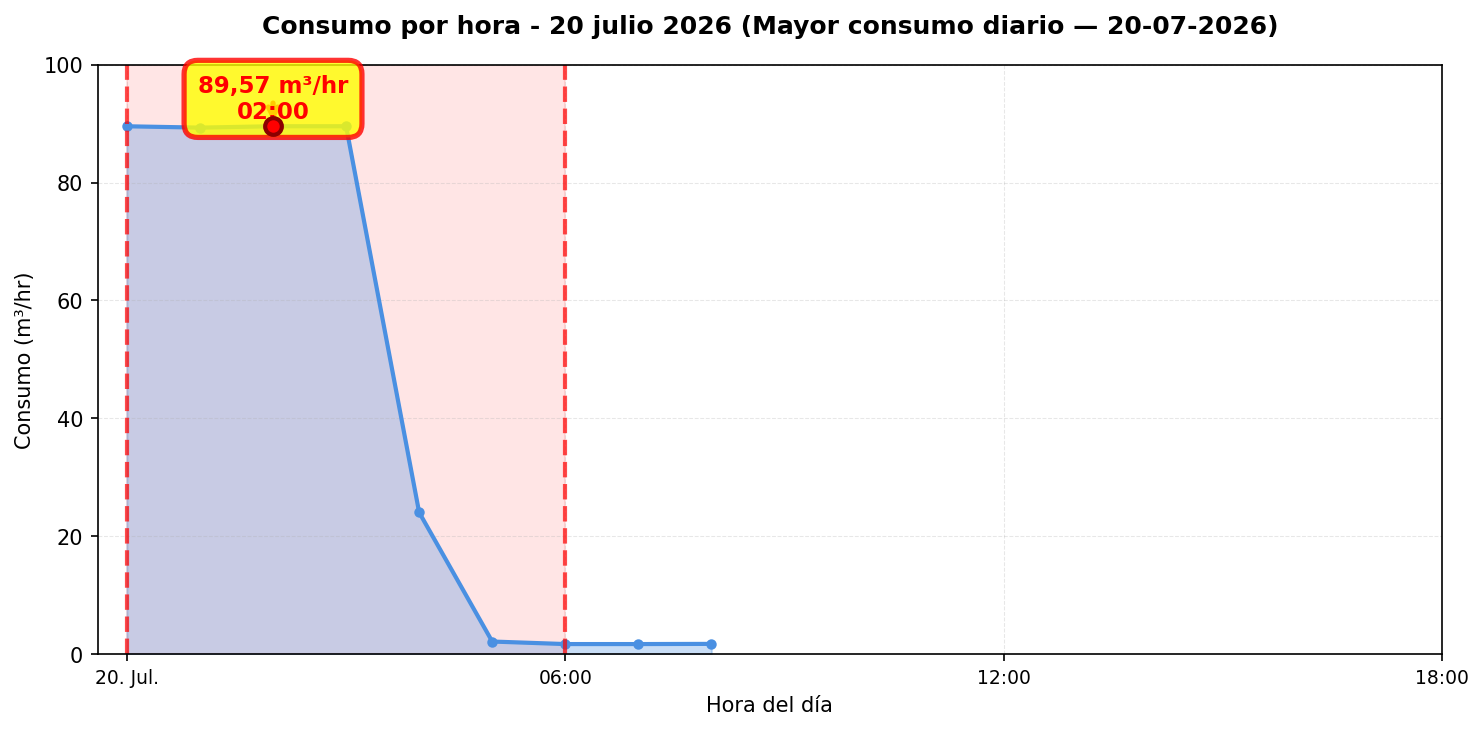 Consumo por hora - 20 julio 2026 (Mayor consumo diario — 20-07-2026)
89,57 m³/hr
02:00
100
80
60
40
20
0
Consumo (m³/hr)
20. Jul.
06:00
12:00
18:00
Hora del día